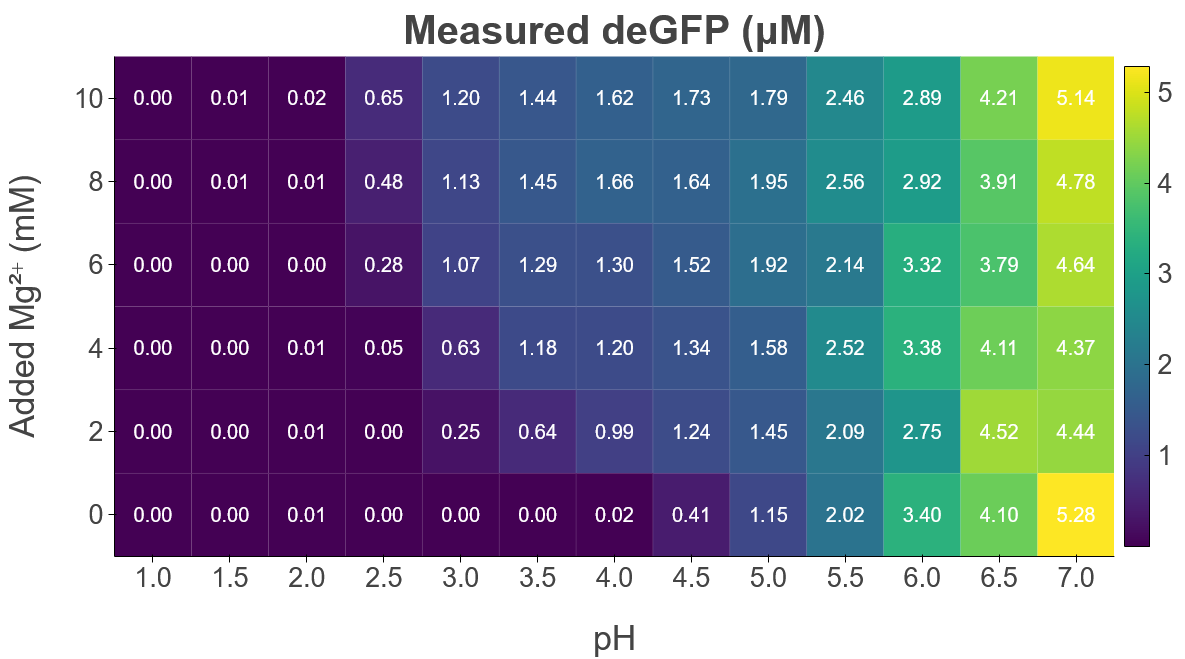 Measured deGFP (µM)
Added Mg²⁺ (mM)
10 0.00 0.01 0.02 0.65 1.20 1.44 1.62 1.73 1.79 2.46 2.89 4.21 5.14
8 0.00 0.01 0.01 0.48 1.13 1.45 1.66 1.64 1.95 2.56 2.92 3.91 4.78
6 0.00 0.00 0.00 0.28 1.07 1.29 1.30 1.52 1.92 2.14 3.32 3.79 4.64
4 0.00 0.00 0.01 0.05 0.63 1.18 1.20 1.34 1.58 2.52 3.38 4.11 4.37
2 0.00 0.00 0.01 0.00 0.25 0.64 0.99 1.24 1.45 2.09 2.75 4.52 4.44
0 0.00 0.00 0.01 0.00 0.00 0.00 0.02 0.41 1.15 2.02 3.40 4.10 5.28
1.0 1.5 2.0 2.5 3.0 3.5 4.0 4.5 5.0 5.5 6.0 6.5 7.0
pH
5
4
3
2
1